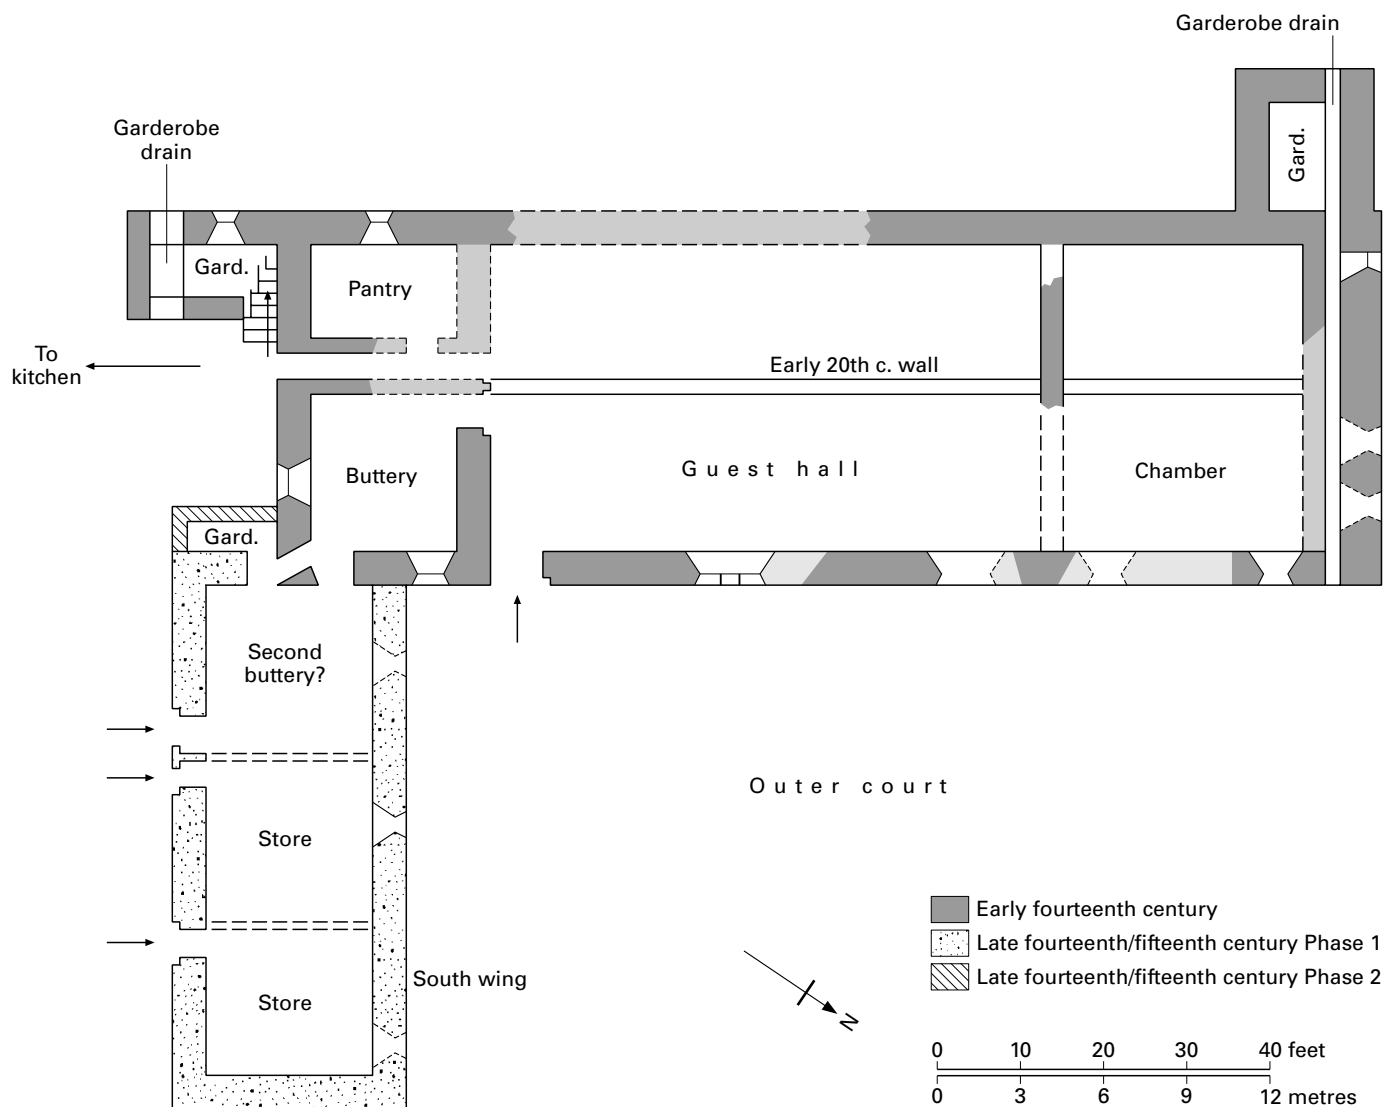 Garderobe drain
Garderobe
drain
Gard.
Gard.
Pantry
To
kitchen
Early 20th c. wall
Buttery
Guest hall
Chamber
Gard.
Second
buttery?
Outer court
Store
Early fourteenth century
Late fourteenth/fifteenth century Phase 1
Late fourteenth/fifteenth century Phase 2
South wing
Store
N
0 10 20 30 40 feet
0 3 6 9 12 metres